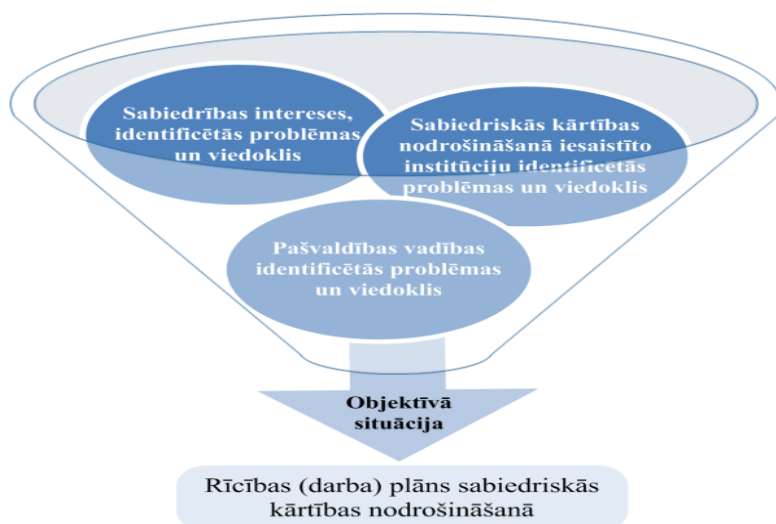 Sabiedrības intereses,
identificētās problēmas
un viedoklis
Sabiedriskās kārtības
nodrošināšanā iesaistīto
institūciju identificētās
problēmas un viedoklis
Pašvaldības vadības
identificētās problēmas
un viedoklis
Objektīvā
situācija
Rīcības (darba) plāns sabiedriskās
kārtības nodrošināšanā